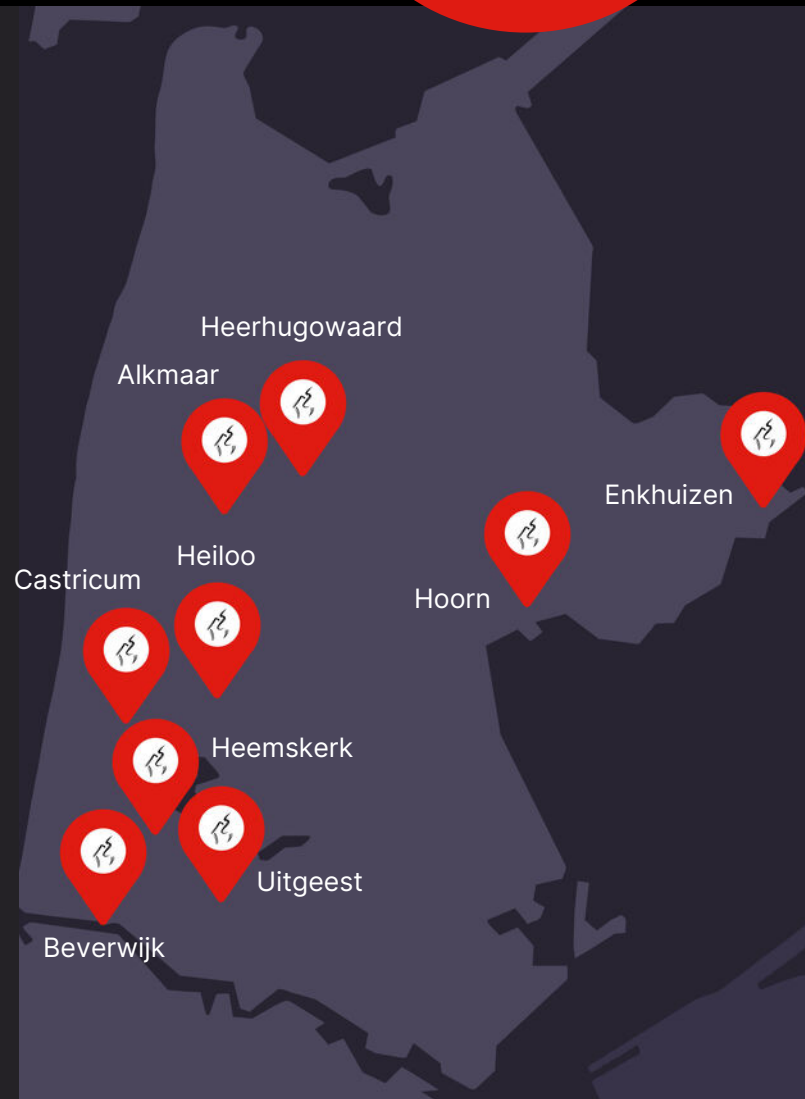 Heerhugowaard
Alkmaar
Enkhuizen
Heiloo
Castricum
Hoorn
Heemskerk
Uitgeest
Beverwijk